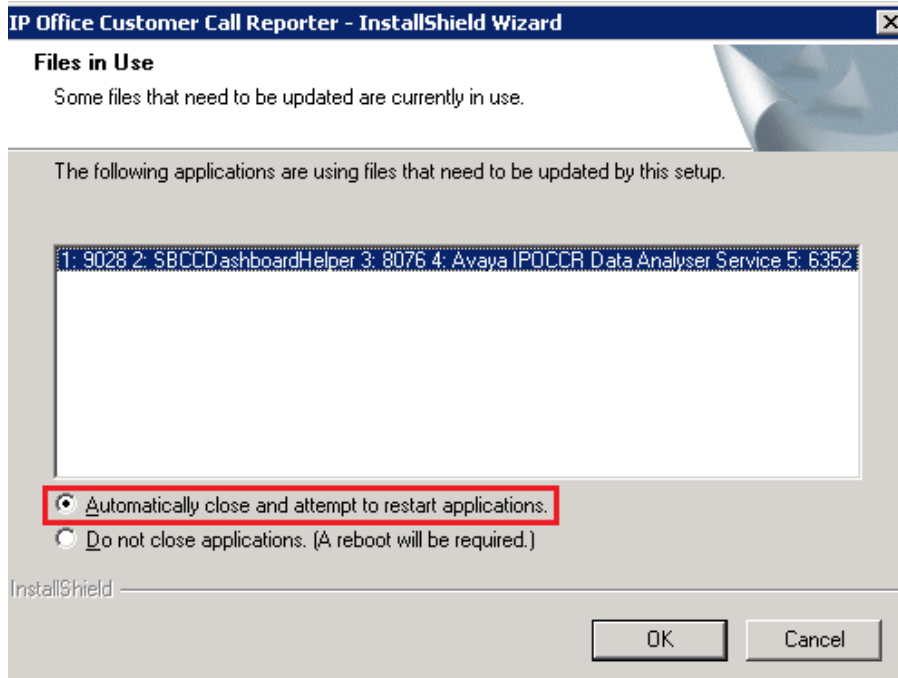 IP Office Customer Call Reporter - InstallShield Wizard
Files in Use
Some files that need to be updated are currently in use.
The following applications are using files that need to be updated by this setup.
1: 9028 2: SBCCDashboardHelper 3: 8076 4: Avaya IPOCCR Data Analyser Service 5: 6352
Automatically close and attempt to restart applications.
Do not close applications. (A reboot will be required.)
InstallShield
OK Cancel